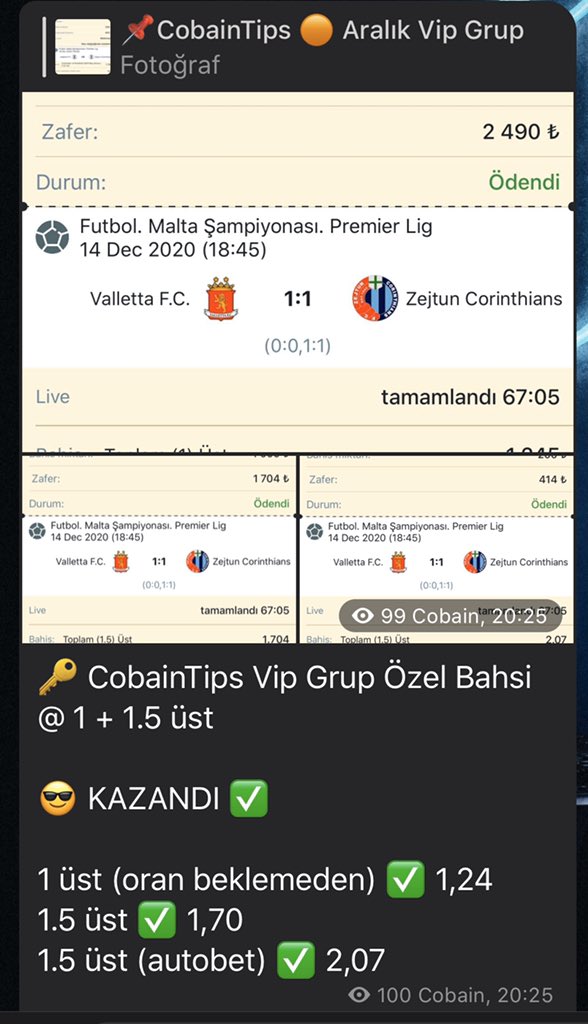 📌CobainTips 🟠 Aralık Vip Grup
Fotoğraf
Zafer: 2 490 ₺
Durum: Ödendi
Futbol. Malta Şampiyonası. Premier Lig
14 Dec 2020 (18:45)
Valletta F.C. 1:1 Zejtun Corinthians
(0:0,1:1)
Live tamamlandı 67:05
Zafer: 1 704 ₺
Durum: Ödendi
Futbol. Malta Şampiyonası. Premier Lig
14 Dec 2020 (18:45)
Valletta F.C. 1:1 Zejtun Corinthians
(0:0,1:1)
Live tamamlandı 67:05
Bahis: Toplam (1.5) Üst 1.704
Zafer: 414 ₺
Durum: Ödendi
Futbol. Malta Şampiyonası. Premier Lig
14 Dec 2020 (18:45)
Valletta F.C. 1:1 Zejtun Corinthians
(0:0,1:1)
Live tamamlandı 67:05
99 Cobain, 20:25
Bahis: Toplam (1.5) Üst 2.07
🔑 CobainTips Vip Grup Özel Bahsi
@ 1 + 1.5 üst
😎 KAZANDI ✅
1 üst (oran beklemeden) ✅ 1,24
1.5 üst ✅ 1,70
1.5 üst (autobet) ✅ 2,07
100 Cobain, 20:25